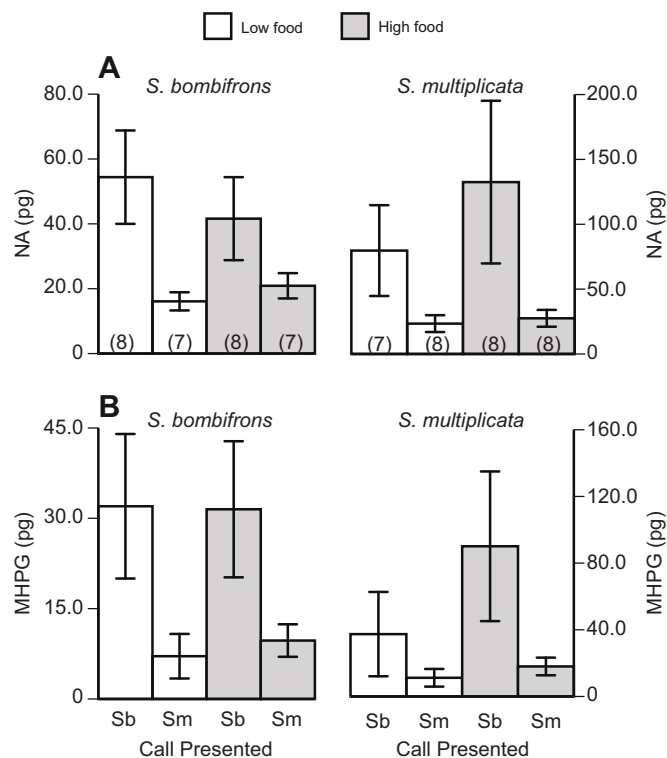 Low food High food
A
S. bombifrons S. multiplicata
80.0 200.0
60.0 150.0
40.0 100.0
20.0 50.0
0 0
NA (pg) NA (pg)
(8) (7) (8) (7) (7) (8) (8) (8)
B
S. bombifrons S. multiplicata
45.0 160.0
30.0 120.0
15.0 80.0
0 40.0
0
MHPG (pg) MHPG (pg)
Sb Sm Sb Sm Sb Sm Sb Sm
Call Presented Call Presented